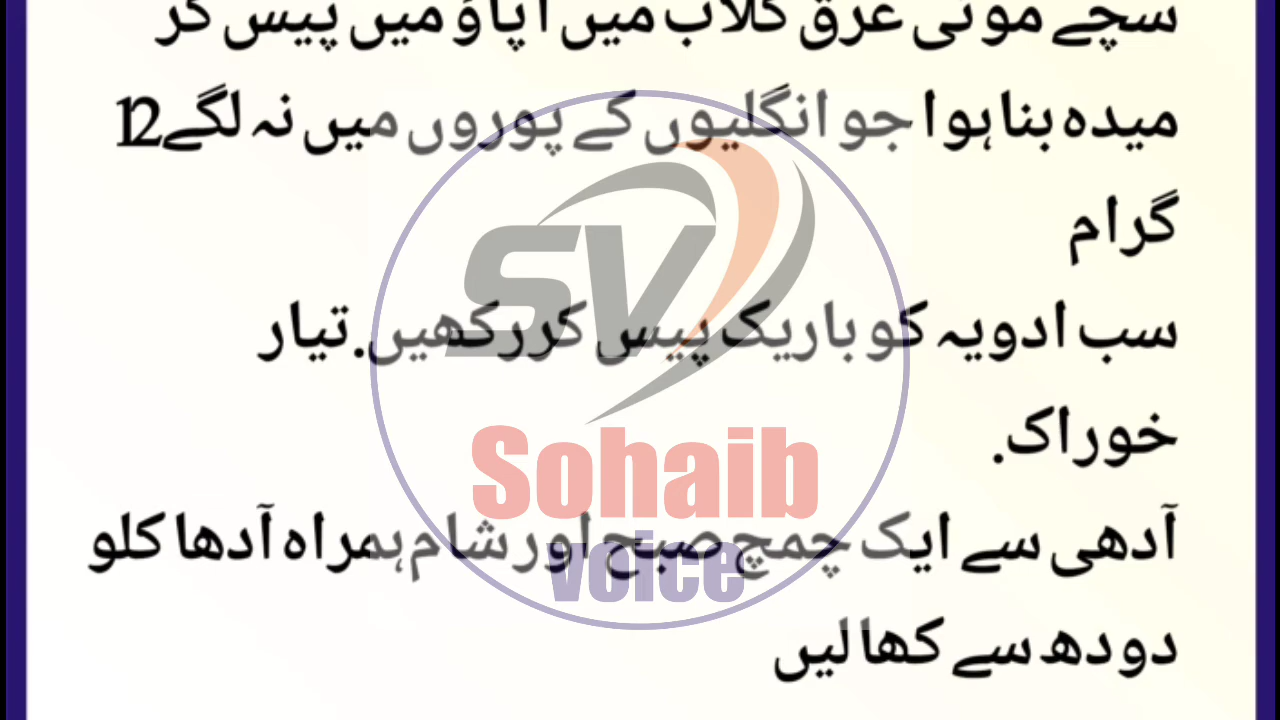 سچے موتی عرق گلاب میں ۱ پاؤ میں پیس کر
میدہ بنا ہوا جو انگلیوں کے پوروں میں نہ لگے 12
گرام
سب ادویہ کو باریک پیس کر رکھیں. تیار
خوراک.
آدھی سے ایک چمچ صبح اور شام ہمراہ آدھا کلو
دودھ سے کھا لیں
SV
Sohaib
voice